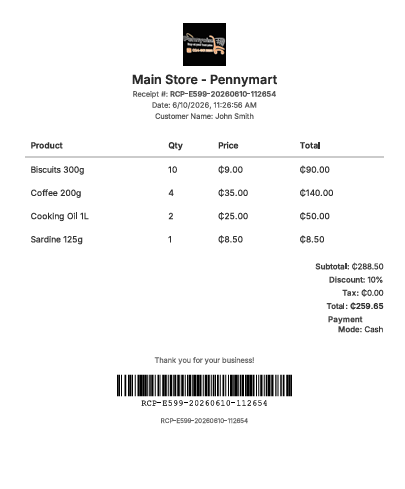 Main Store - Pennymart
Receipt #: RCP-E599-20260610-112654
Date: 6/10/2026, 11:26:56 AM
Customer Name: John Smith
Product Qty Price Total
Biscuits 300g 10 ₵9.00 ₵90.00
Coffee 200g 4 ₵35.00 ₵140.00
Cooking Oil 1L 2 ₵25.00 ₵50.00
Sardine 125g 1 ₵8.50 ₵8.50
Subtotal: ₵288.50
Discount: 10%
Tax: ₵0.00
Total: ₵259.65
Payment
Mode: Cash
Thank you for your business!
RCP-E599-20260610-112654
RCP-E599-20260610-112654